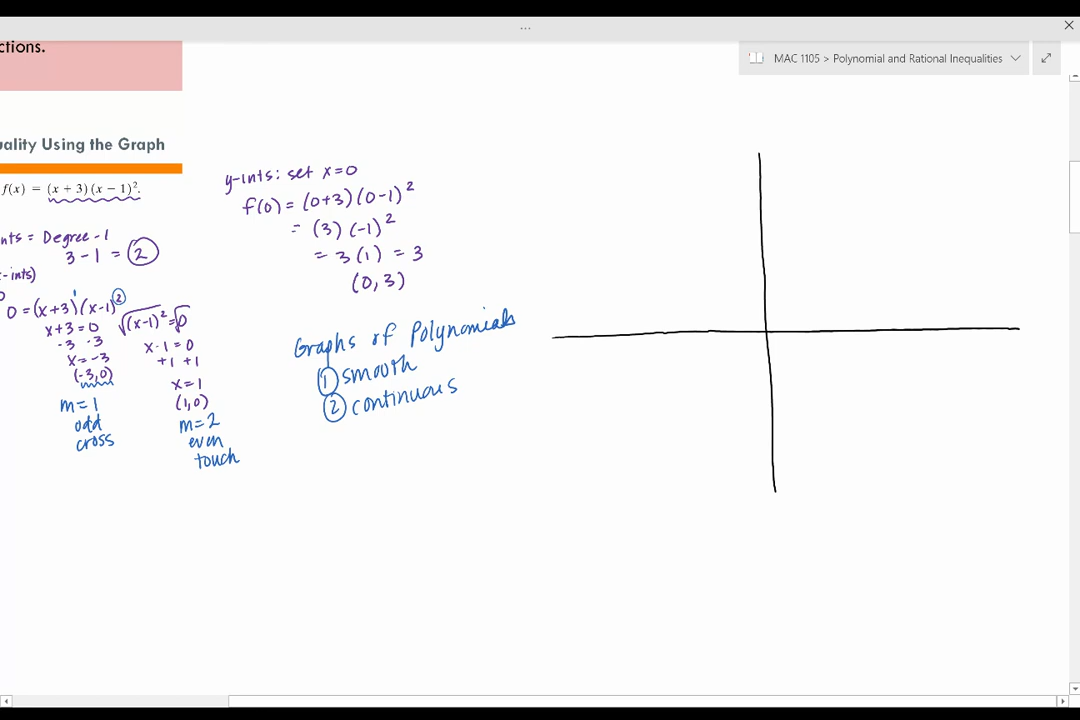 ctions.
MAC 1105 > Polynomial and Rational Inequalities
ality Using the Graph
f(x) = (x + 3)(x − 1)².
nts = Degree -1
3 - 1 = 2
x-ints)
0
0 = (x+3)¹(x-1)²
x+3=0
-3 -3
x=-3
(-3,0)
m=1
odd
cross
√(x-1)² = √0
x-1=0
+1 +1
x=1
(1,0)
m=2
even
touch
y-ints: set x=0
f(0) = (0+3)(0-1)²
= (3)(-1)²
= 3(1) = 3
(0,3)
Graphs of Polynomials
① smooth
② continuous